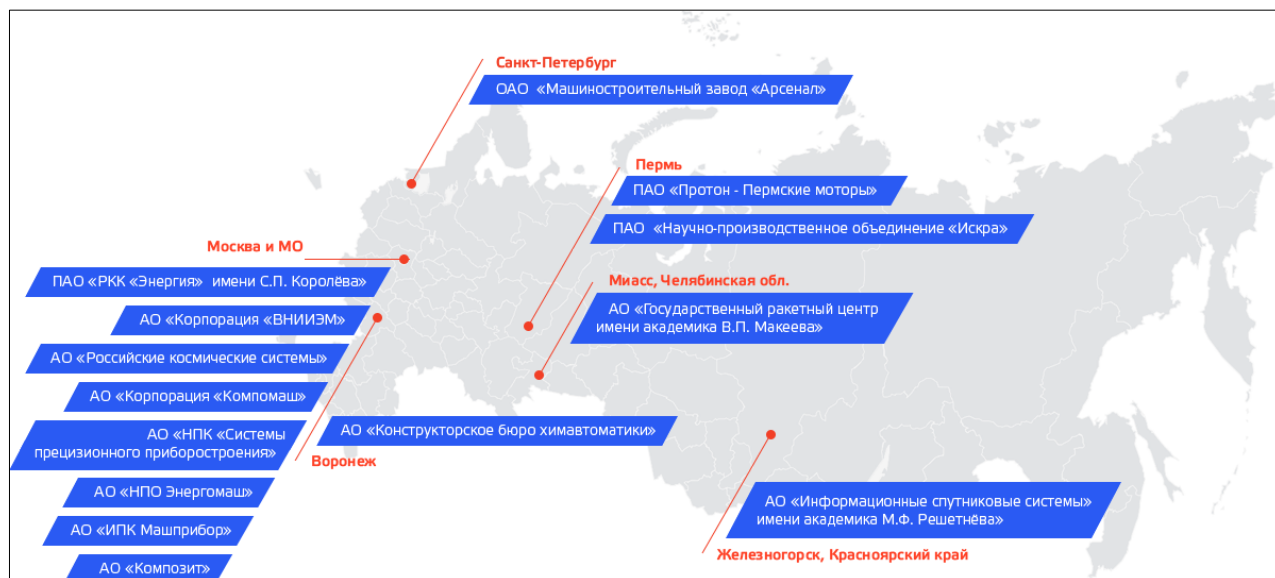 Санкт-Петербург
ОАО «Машиностроительный завод «Арсенал»
Пермь
ПАО «Протон - Пермские моторы»
ПАО «Научно-производственное объединение «Искра»
Москва и МО
ПАО «РКК «Энергия» имени С.П. Королёва»
АО «Корпорация «ВНИИЭМ»
АО «Российские космические системы»
АО «Корпорация «Компомаш»
АО «НПК «Системы
прецизионного приборостроения»
АО «НПО Энергомаш»
АО «ИПК Машприбор»
АО «Композит»
Миасс, Челябинская обл.
АО «Государственный ракетный центр
имени академика В.П. Макеева»
АО «Конструкторское бюро химавтоматики»
Воронеж
АО «Информационные спутниковые системы»
имени академика М.Ф. Решетнёва»
Железногорск, Красноярский край